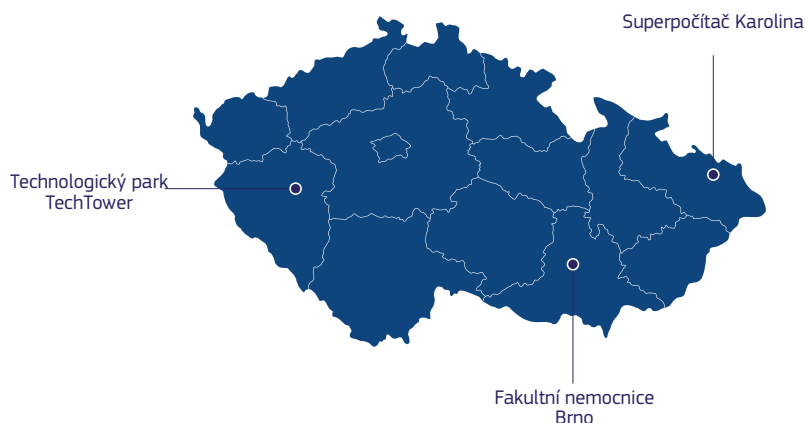 Superpočítač Karolina
Technologický park
TechTower
Fakultní nemocnice
Brno